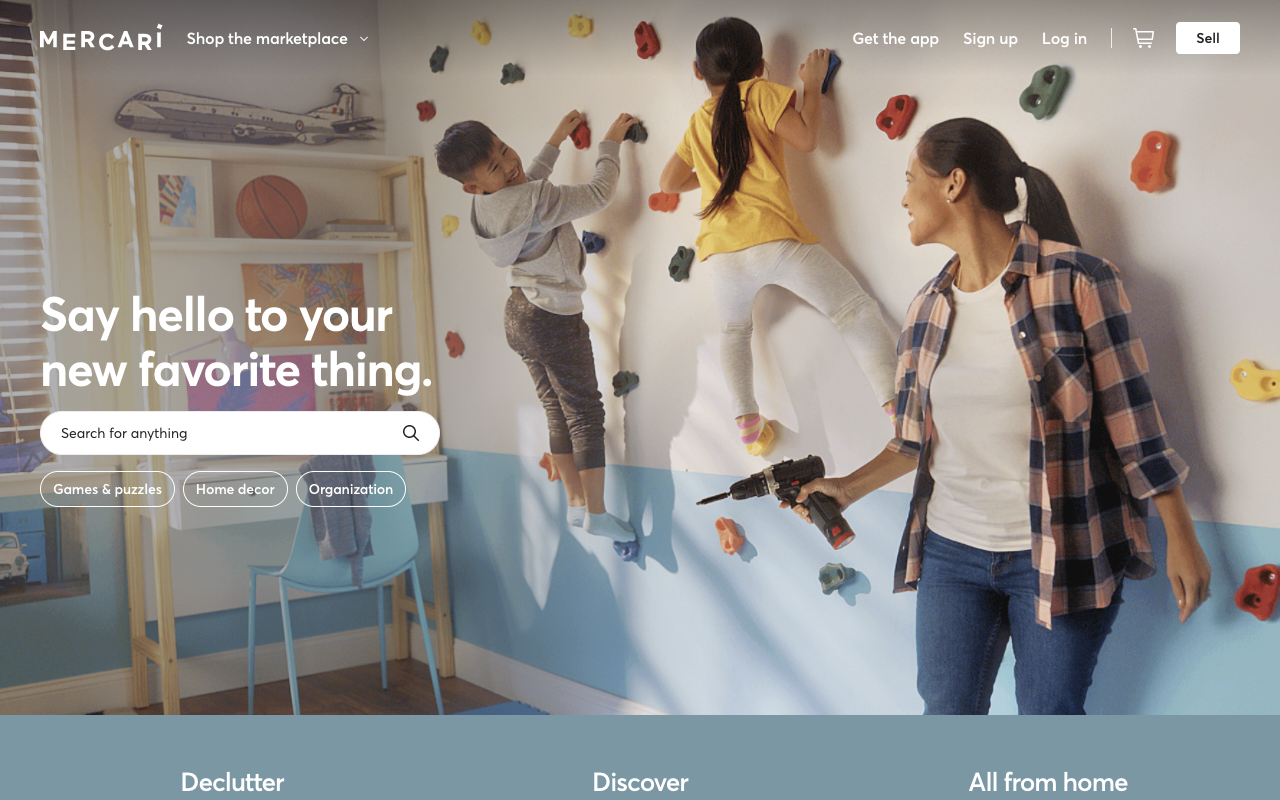 MERCARI
Shop the marketplace
Get the app
Sign up
Log in
Sell
Say hello to your
new favorite thing.
Search for anything
Games & puzzles
Home decor
Organization
Declutter
Discover
All from home